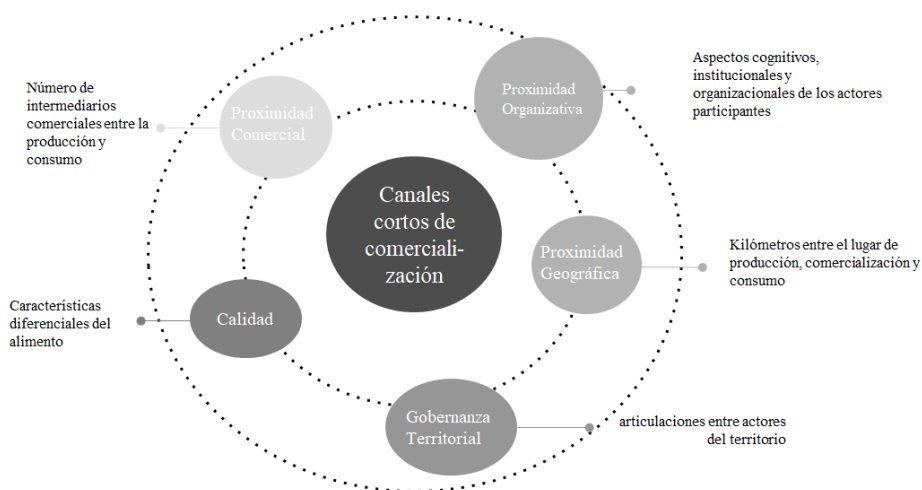 Número de
intermediarios
comerciales entre la
producción y
consumo
Proximidad
Comercial
Proximidad
Organizativa
Aspectos cognitivos,
institucionales y
organizacionales de los actores
participantes
Canales
cortos de
comerciali-
zación
Proximidad
Geográfica
Kilómetros entre el lugar de
producción, comercialización y
consumo
Características
diferenciales del
alimento
Calidad
Gobernanza
Territorial
articulaciones entre actores
del territorio